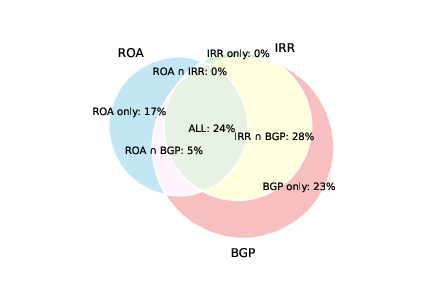 ROA
IRR
IRR only: 0%
ROA ∩ IRR: 0%
ROA only: 17%
ALL: 24%
IRR ∩ BGP: 28%
ROA ∩ BGP: 5%
BGP only: 23%
BGP